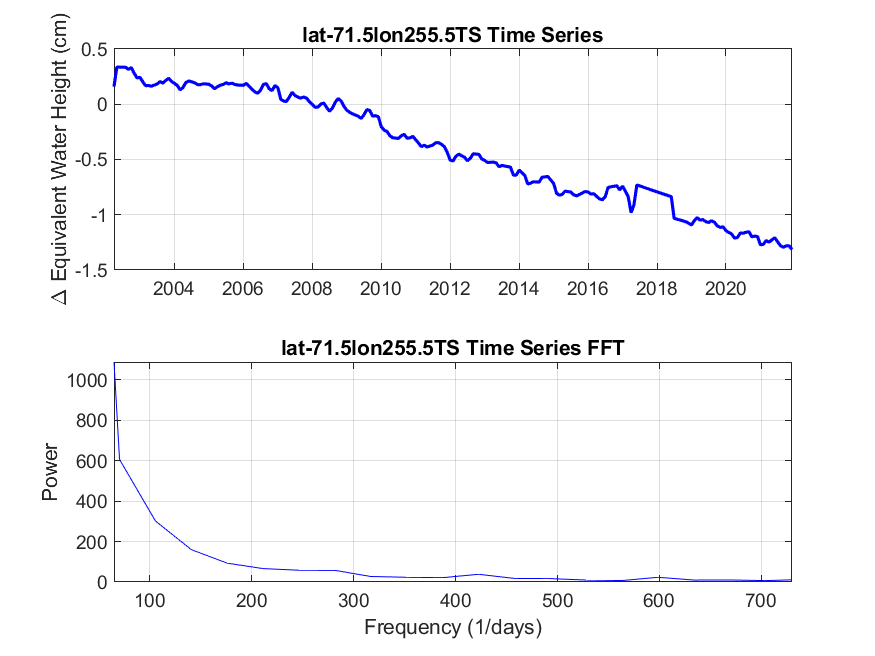 lat-71.5lon255.5TS Time Series
Δ Equivalent Water Height (cm)
0.5
0
-0.5
-1
-1.5
2004 2006 2008 2010 2012 2014 2016 2018 2020
lat-71.5lon255.5TS Time Series FFT
Power
1000
800
600
400
200
0
100 200 300 400 500 600 700
Frequency (1/days)